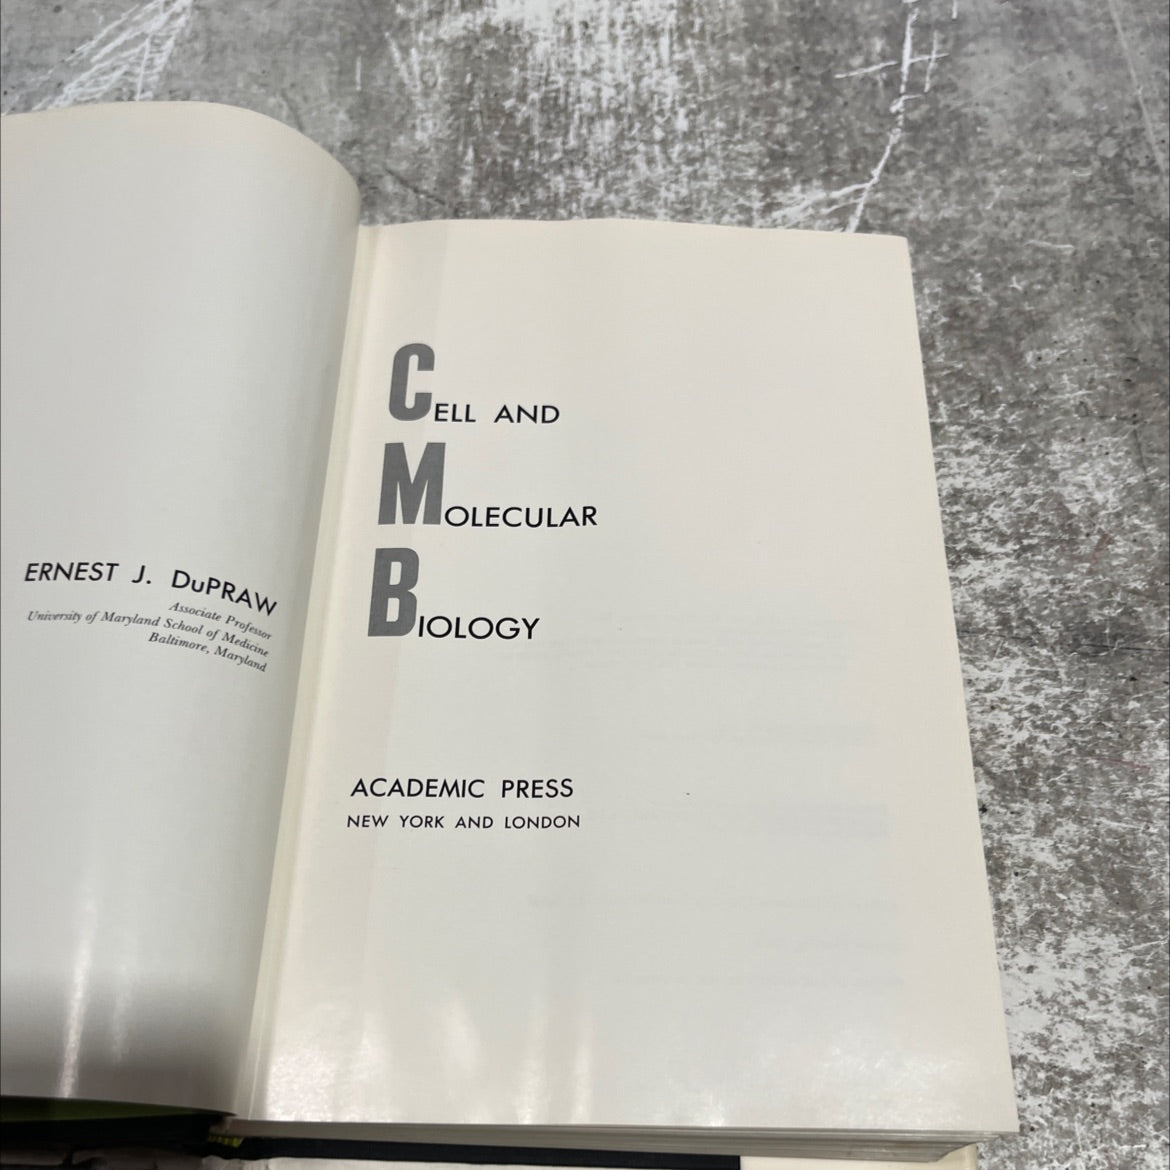 ERNEST J. DuPRAW
Associate Professor
University of Maryland School of Medicine
Baltimore, Maryland
CELL AND
MOLECULAR
BIOLOGY
ACADEMIC PRESS
NEW YORK AND LONDON